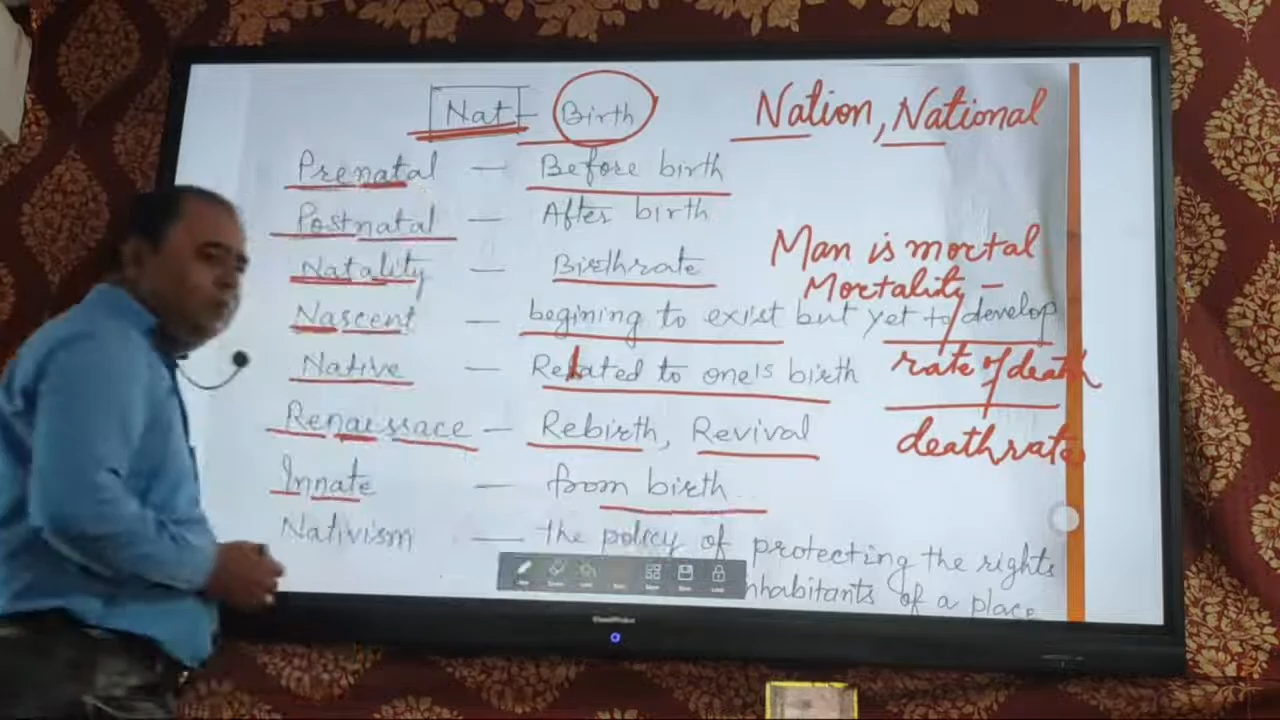 Nat - Birth Nation, National
Prenatal — Before birth
Postnatal — After birth
Man is mortal
Natality — Birthrate
Mortality -
Nascent — begining to exist but yet to develop
Native — Related to one's birth rate of death
Renaessace — Rebirth, Revival deathrate
Innate — from birth
Nativism — the policy of protecting the rights
nhabitants of a place